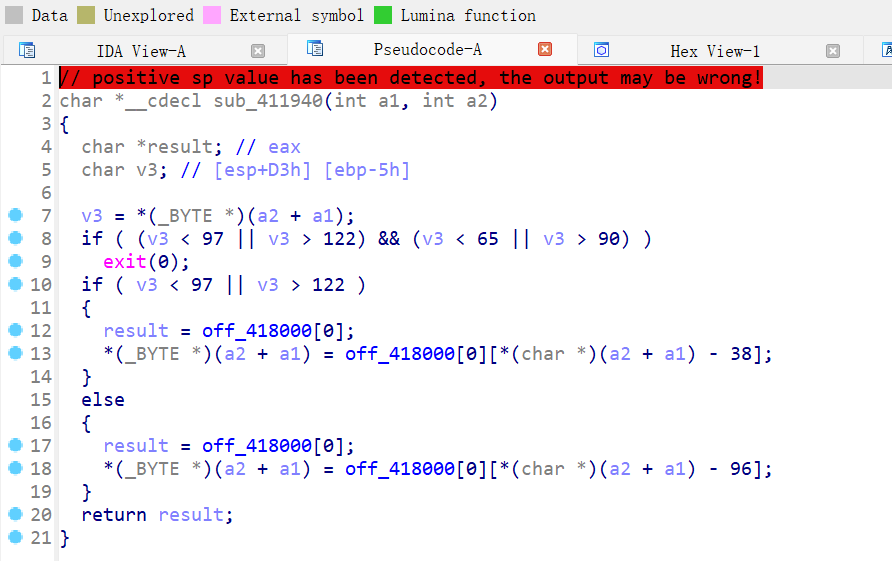 Data Unexplored External symbol Lumina function
IDA View-A Pseudocode-A Hex View-1
1 // positive sp value has been detected, the output may be wrong!
2 char *__cdecl sub_411940(int a1, int a2)
3 {
4   char *result; // eax
5   char v3; // [esp+D3h] [ebp-5h]
6
7   v3 = *(_BYTE *)(a2 + a1);
8   if ( (v3 < 97 || v3 > 122) && (v3 < 65 || v3 > 90) )
9     exit(0);
10   if ( v3 < 97 || v3 > 122 )
11   {
12     result = off_418000[0];
13     *(_BYTE *)(a2 + a1) = off_418000[0][*(char *)(a2 + a1) - 38];
14   }
15   else
16   {
17     result = off_418000[0];
18     *(_BYTE *)(a2 + a1) = off_418000[0][*(char *)(a2 + a1) - 96];
19   }
20   return result;
21 }